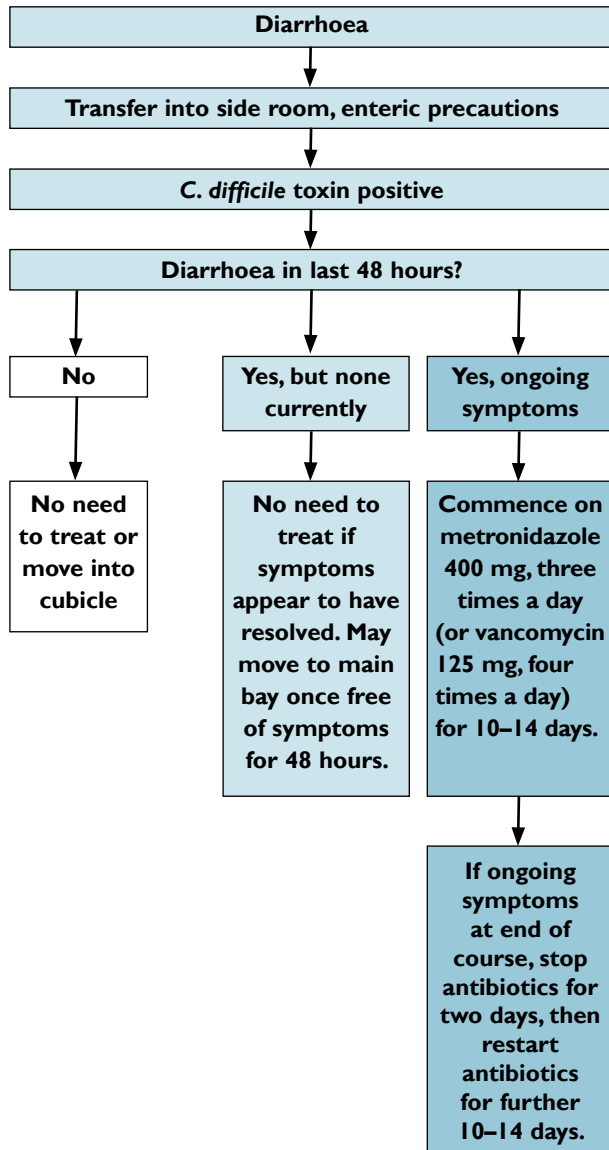 Diarrhoea
Transfer into side room, enteric precautions
C. difficile toxin positive
Diarrhoea in last 48 hours?
No
No need
to treat or
move into
cubicle
Yes, but none
currently
No need to
treat if
symptoms
appear to have
resolved. May
move to main
bay once free
of symptoms
for 48 hours.
Yes, ongoing
symptoms
Commence on
metronidazole
400 mg, three
times a day
(or vancomycin
125 mg, four
times a day)
for 10–14 days.
If ongoing
symptoms
at end of
course, stop
antibiotics for
two days, then
restart
antibiotics
for further
10–14 days.